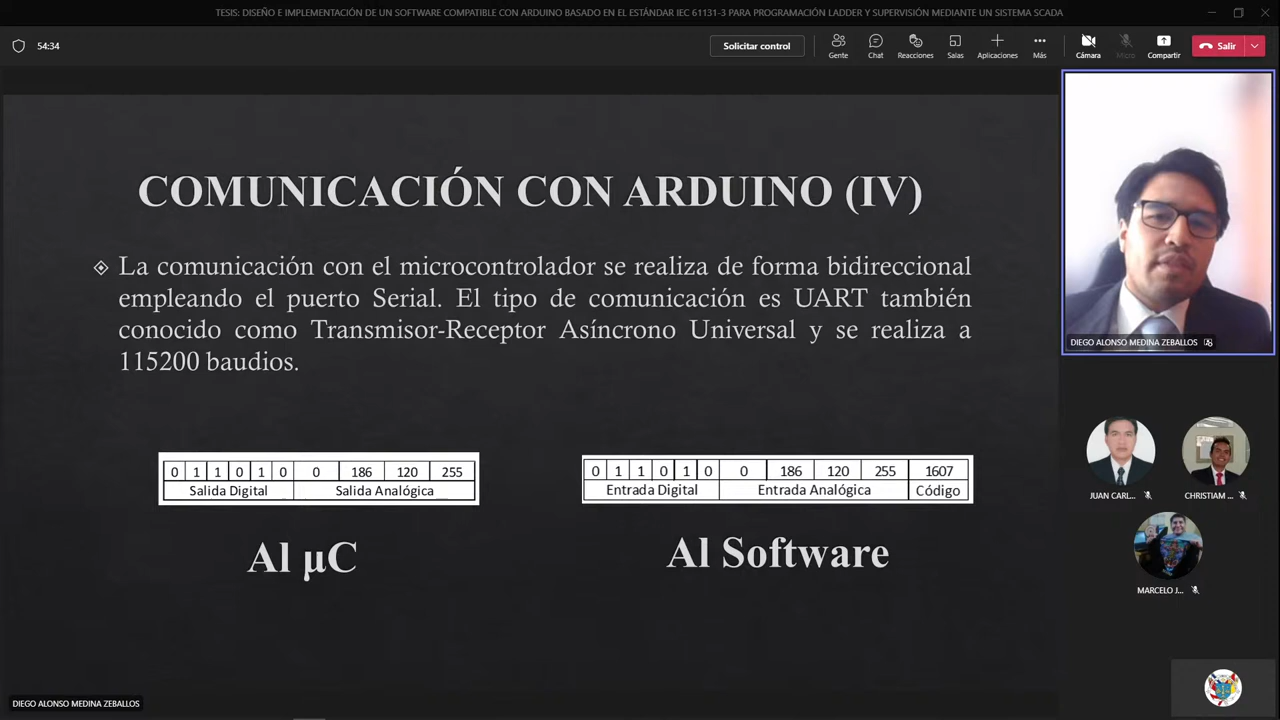 TESIS: DISEÑO E IMPLEMENTACIÓN DE UN SOFTWARE COMPATIBLE CON ARDUINO BASADO EN EL ESTÁNDAR IEC 61131-3 PARA PROGRAMACIÓN LADDER Y SUPERVISIÓN MEDIANTE UN SISTEMA SCADA
54:34
Solicitar control
Gente
Chat
Reacciones
Salas
Aplicaciones
Más
Cámara
Micro
Compartir
Salir
COMUNICACIÓN CON ARDUINO (IV)
La comunicación con el microcontrolador se realiza de forma bidireccional
empleando el puerto Serial. El tipo de comunicación es UART también
conocido como Transmisor-Receptor Asíncrono Universal y se realiza a
115200 baudios.
0 1 1 0 1 0 0 186 120 255
Salida Digital Salida Analógica
Al µC
0 1 1 0 1 0 0 186 120 255 1607
Entrada Digital Entrada Analógica Código
Al Software
DIEGO ALONSO MEDINA ZEBALLOS
JUAN CARL...
CHRISTIAM ...
MARCELO J...
DIEGO ALONSO MEDINA ZEBALLOS